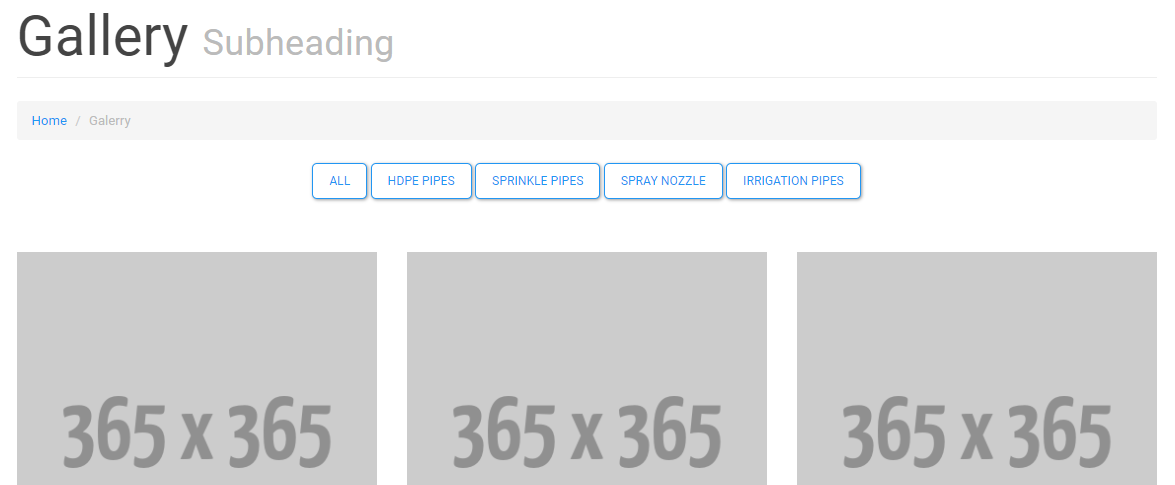 Gallery Subheading
Home / Galerry
ALL HDPE PIPES SPRINKLE PIPES SPRAY NOZZLE IRRIGATION PIPES
365 x 365 365 x 365 365 x 365